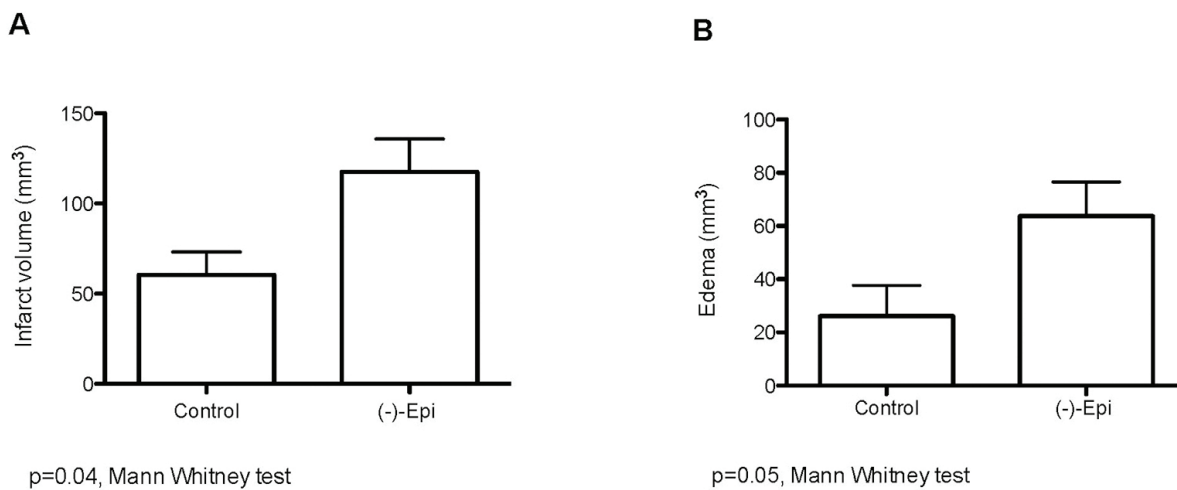 A
Infarct volume (mm³)
150
100
50
0
Control
(-)-Epi
p=0.04, Mann Whitney test
B
Edema (mm³)
100
80
60
40
20
0
Control
(-)-Epi
p=0.05, Mann Whitney test